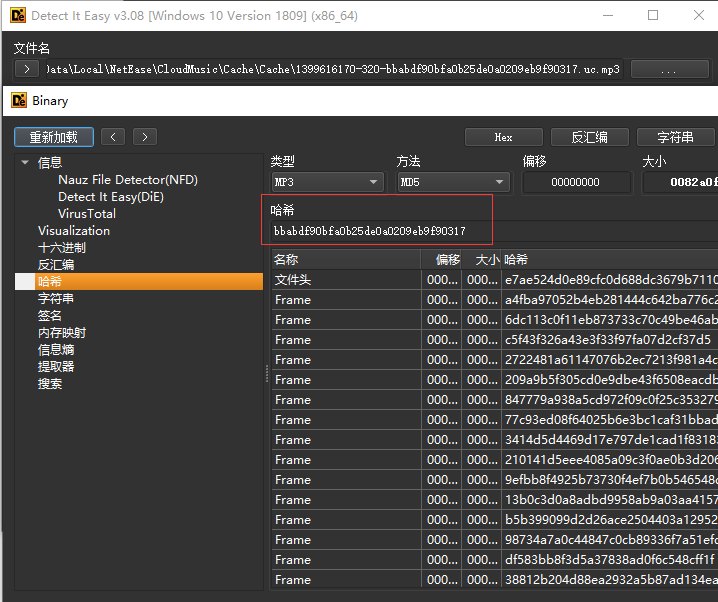 Detect It Easy v3.08 [Windows 10 Version 1809] (x86_64)
文件名
> )ata\Local\NetEase\CloudMusic\Cache\Cache\1399616170-320-bbabdf90bfa0b25de0a0209eb9f90317.uc.mp3 ...
Binary
重新加载 < > Hex 反汇编 字符串
信息
Nauz File Detector(NFD)
Detect It Easy(DiE)
VirusTotal
Visualization
十六进制
反汇编
哈希
字符串
签名
内存映射
信息熵
提取器
搜索
类型 方法 偏移 大小
MP3 MD5 00000000 0082a0f
哈希
bbabdf90bfa0b25de0a0209eb9f90317
名称 偏移 大小 哈希
文件头 000... 000... e7ae524d0e89cfc0d688dc3679b7110
Frame 000... 000... a4fba97052b4eb281444c642ba776c2
Frame 000... 000... 6dc113c0f11eb873733c70c49be46ab
Frame 000... 000... c5f43f326a43e3f33f97fa07d2cf37d5
Frame 000... 000... 2722481a61147076b2ec7213f981a4c
Frame 000... 000... 209a9b5f305cd0e9dbe43f6508eacdb
Frame 000... 000... 847779a938a5cd972f09c0f25c353279
Frame 000... 000... 77c93ed08f64025b6e3bc1caf31bbad
Frame 000... 000... 3414d5d4469d17e797de1cad1f83183
Frame 000... 000... 210141d5eee4085a09c3f0ae0b3d206
Frame 000... 000... 9efbb8f4925b73730f4ef7b0b546548
Frame 000... 000... 13b0c3d0a8adbd9958ab9a03aa4157
Frame 000... 000... b5b399099d2d26ace2504403a12952
Frame 000... 000... 98734a7a0c44847c0cb89336f7a51efc
Frame 000... 000... df583bb8f3d5a37838ad0f6c548cff1f
Frame 000... 000... 38812b204d88ea2932a5b87ad134ea